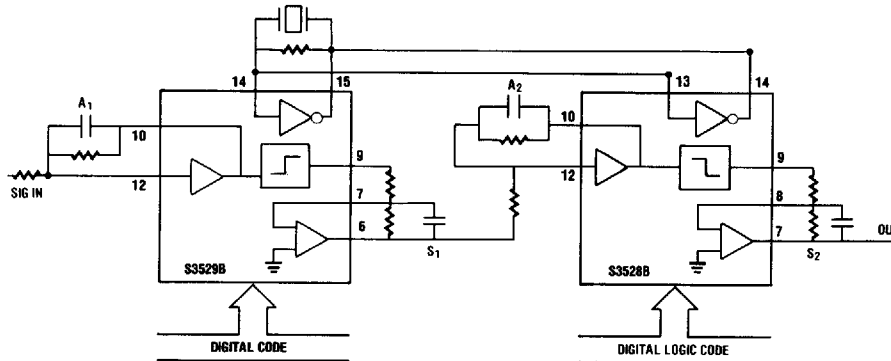 14
15
13
14
A1
10
12
SIG IN
9
7
6
S1
S3529B
DIGITAL CODE
A2
10
12
9
8
7
S2
OU
S3528B
DIGITAL LOGIC CODE